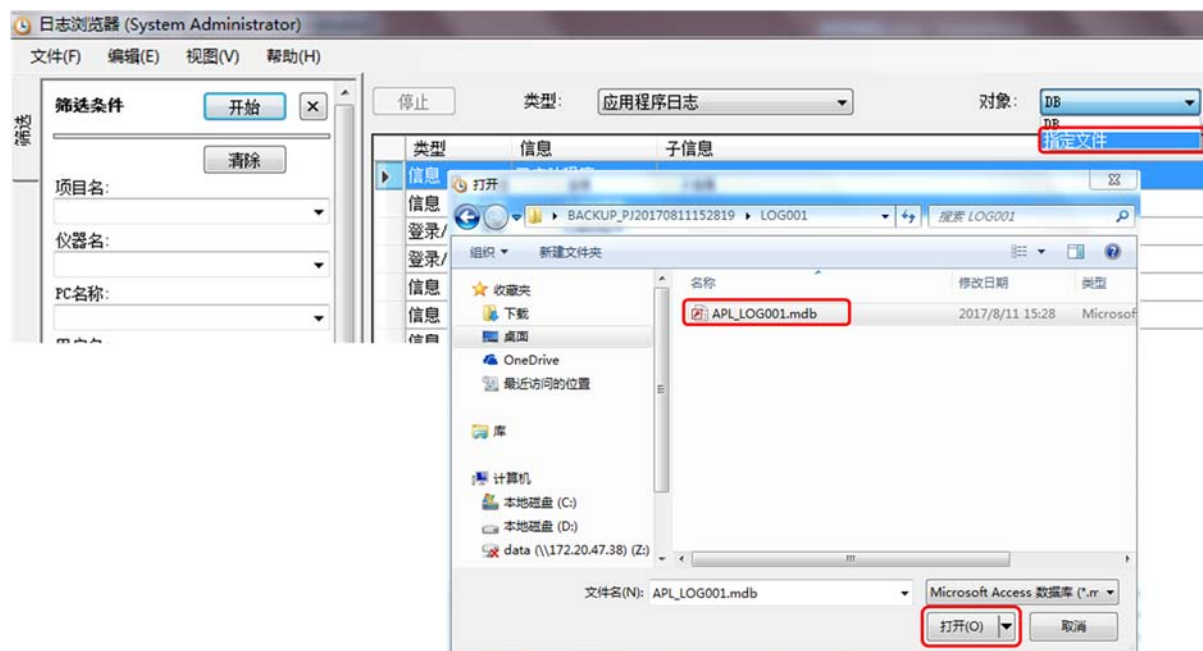 日志浏览器 (System Administrator)
文件(F) 编辑(E) 视图(V) 帮助(H)
筛选
筛选条件 开始
清除
项目名:
仪器名:
PC名称:
停止 类型: 应用程序日志 对象: DB
DB
指定文件
类型 信息 子信息
信息
信息
登录/
登录/
信息
信息
信息
打开
BACKUP_PJ20170811152819 LOG001 搜索 LOG001
组织 新建文件夹
收藏夹
下载
桌面
OneDrive
最近访问的位置
库
计算机
本地磁盘 (C:)
本地磁盘 (D:)
data (\\172.20.47.38) (Z:)
名称 修改日期 类型
APL_LOG001.mdb 2017/8/11 15:28 Microsof
文件名(N): APL_LOG001.mdb Microsoft Access 数据库 (*.m
打开(O) 取消